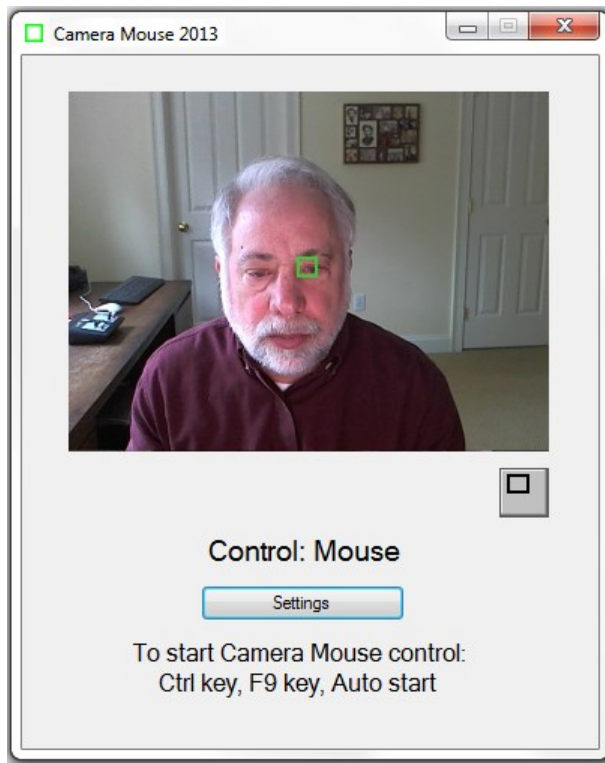 Camera Mouse 2013
Control: Mouse
Settings
To start Camera Mouse control:
Ctrl key, F9 key, Auto start